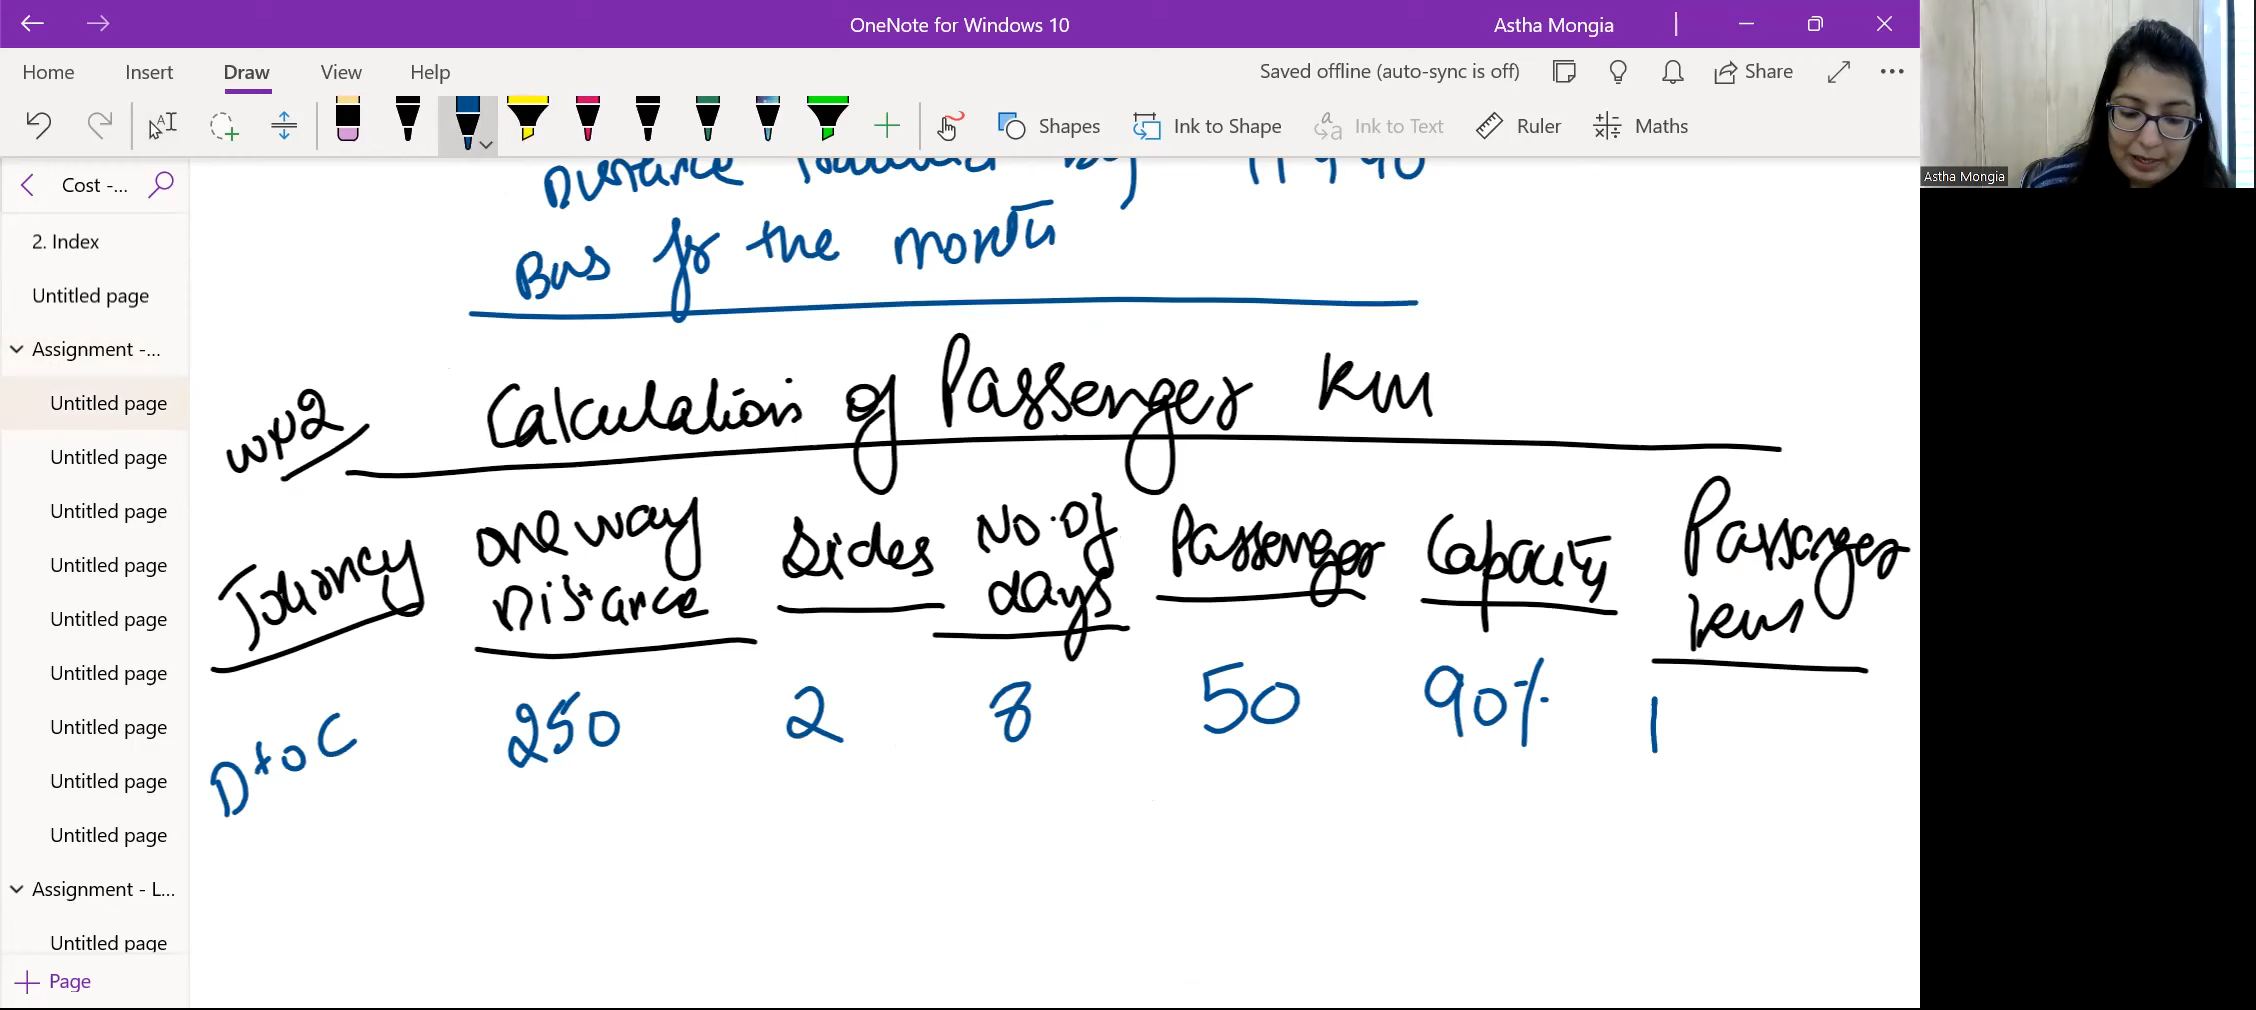 OneNote for Windows 10
Astha Mongia
Home Insert Draw View Help
Saved offline (auto-sync is off) Share
Shapes Ink to Shape Ink to Text Ruler Maths
Astha Mongia
Cost -...
2. Index
Untitled page
Assignment -...
Untitled page
Untitled page
Untitled page
Untitled page
Untitled page
Untitled page
Untitled page
Untitled page
Untitled page
Assignment - L...
Untitled page
Page
Distance by
Bus for the month
WN2 Calculation of Passenger KM
Journey One way Distance Sides No. of days Passenger Capacity Passenger kms
D to C 250 2 8 50 90% 1